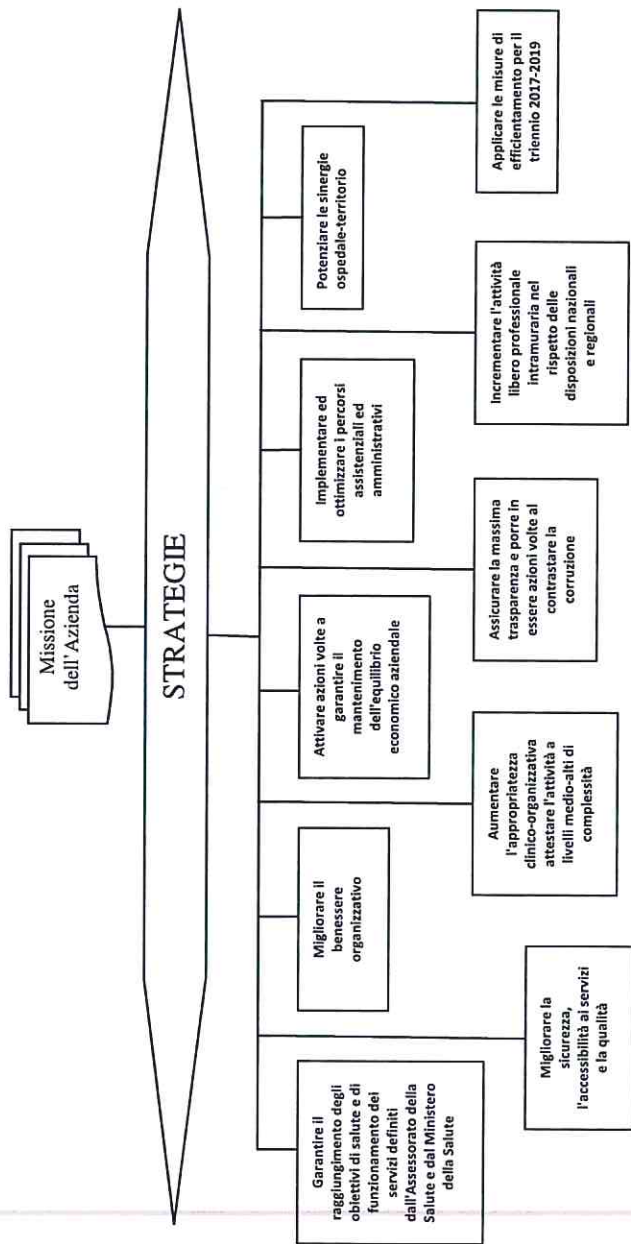 Missione
dell'Azienda
STRATEGIE
Garantire il
raggiungimento degli
obiettivi di salute e di
funzionamento dei
servizi definiti
dall'Assessorato della
Salute e dal Ministero
della Salute
Migliorare il
benessere
organizzativo
Attivare azioni volte a
garantire il
mantenimento
dell'equilibrio
economico aziendale
Implementare ed
ottimizzare i percorsi
assistenziali ed
amministrativi
Potenziare le sinergie
ospedale-territorio
Migliorare la
sicurezza,
l'accessibilità ai servizi
e la qualità
Aumentare
l'appropriatezza
clinico-organizzativa
attestare l'attività a
livelli medio-alti di
complessità
Assicurare la massima
trasparenza e porre in
essere azioni volte al
contrastare la
corruzione
Incrementare l'attività
libero professionale
intramuraria nel
rispetto delle
disposizioni nazionali
e regionali
Applicare le misure di
efficientamento per il
triennio 2017-2019